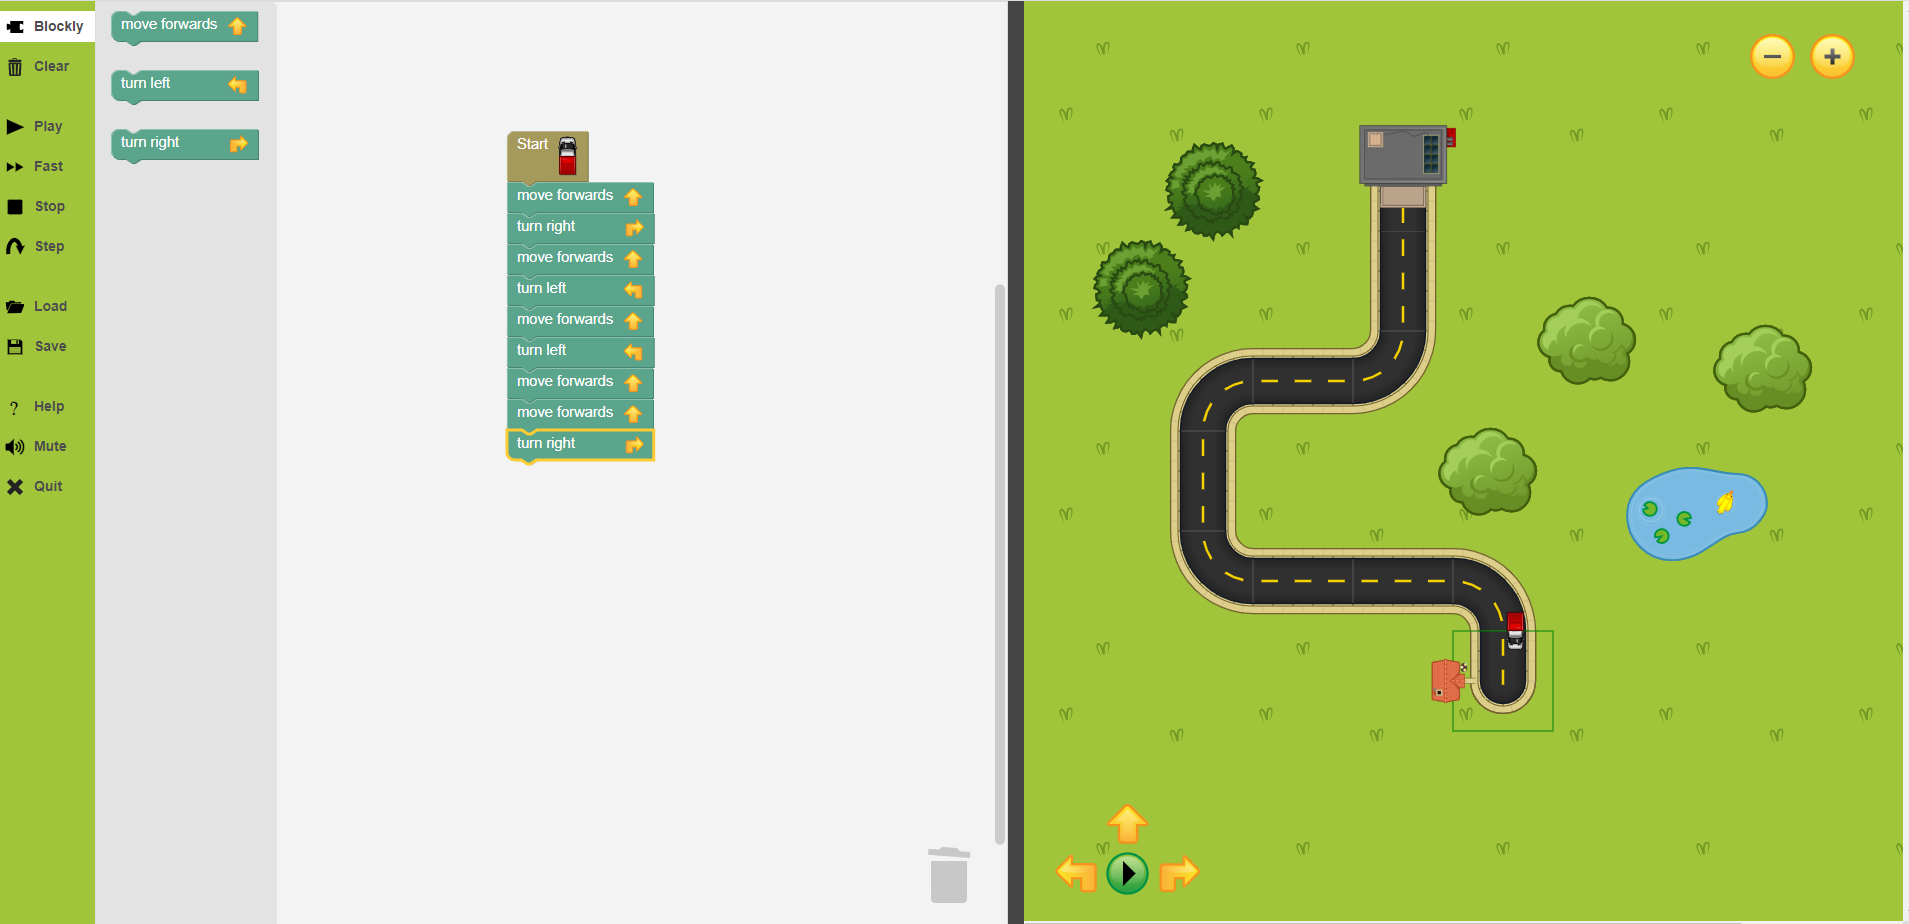 Blockly
Clear
Play
Fast
Stop
Step
Load
Save
? Help
Mute
Quit
move forwards
turn left
turn right
Start
move forwards
turn right
move forwards
turn left
move forwards
turn left
move forwards
move forwards
turn right